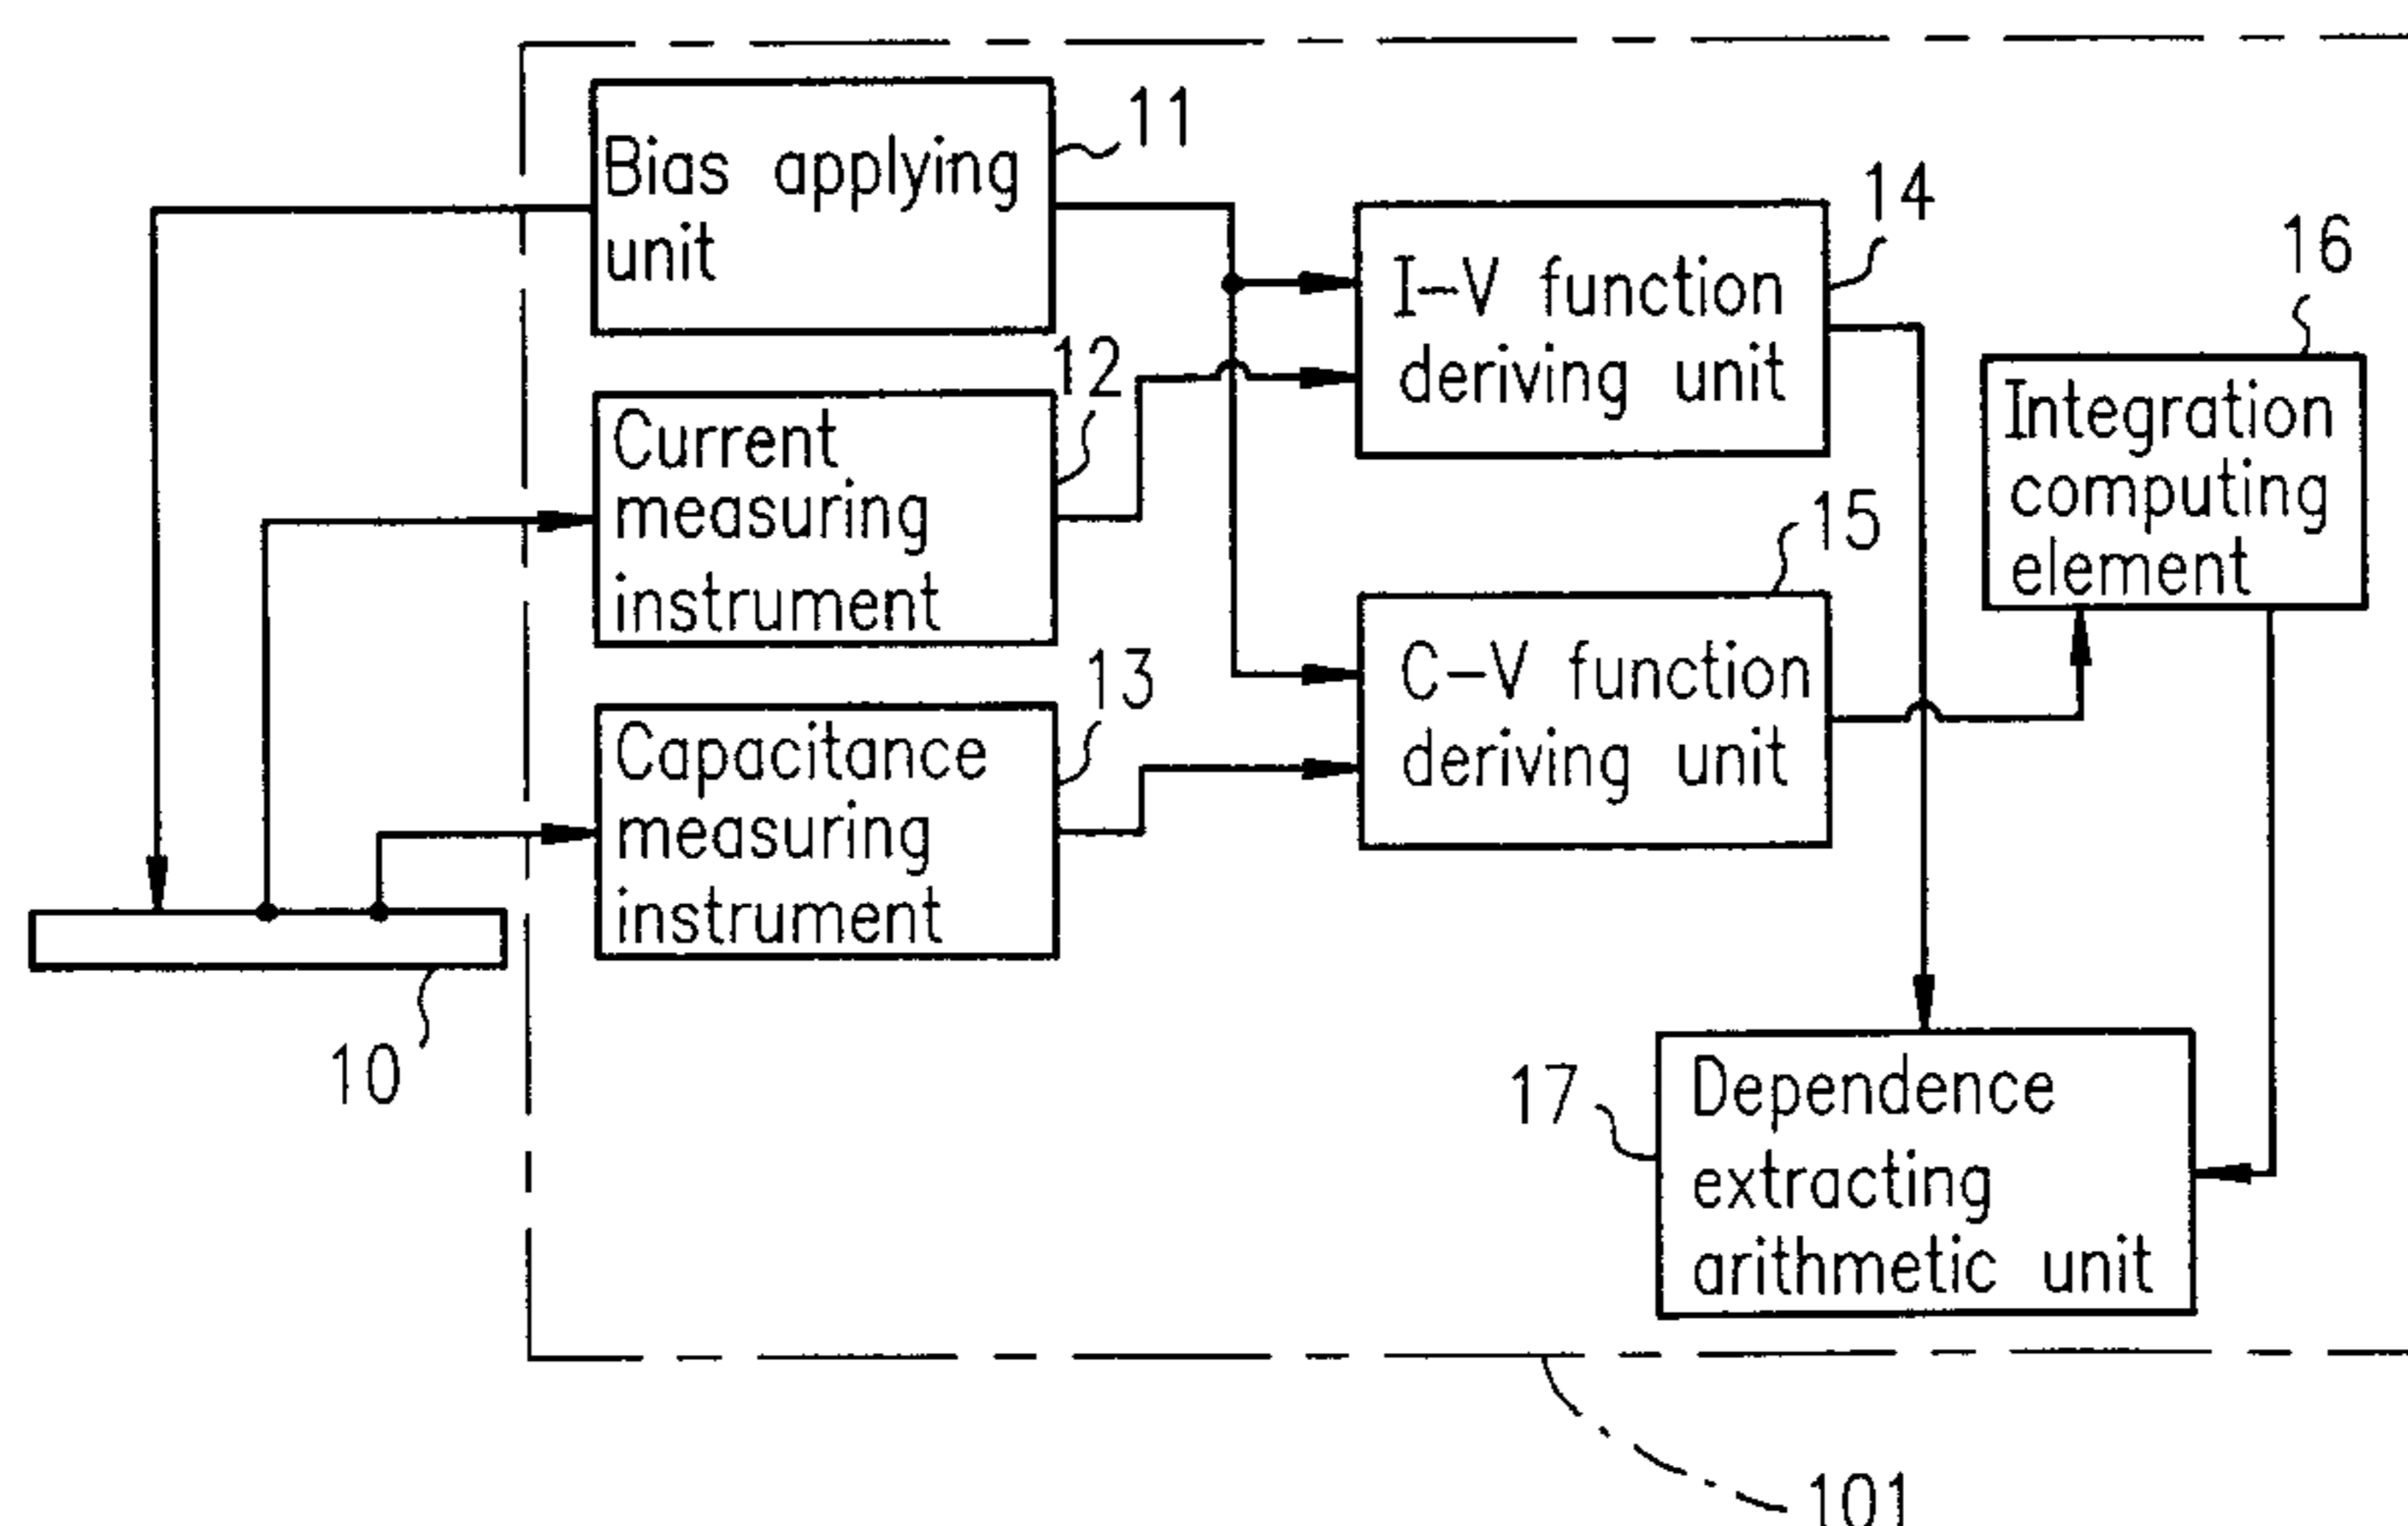 11
Bias applying
unit
12
Current
measuring
instrument
13
Capacitance
measuring
instrument
10
14
I-V function
deriving unit
15
C-V function
deriving unit
16
Integration
computing
element
17
Dependence
extracting
arithmetic unit
101